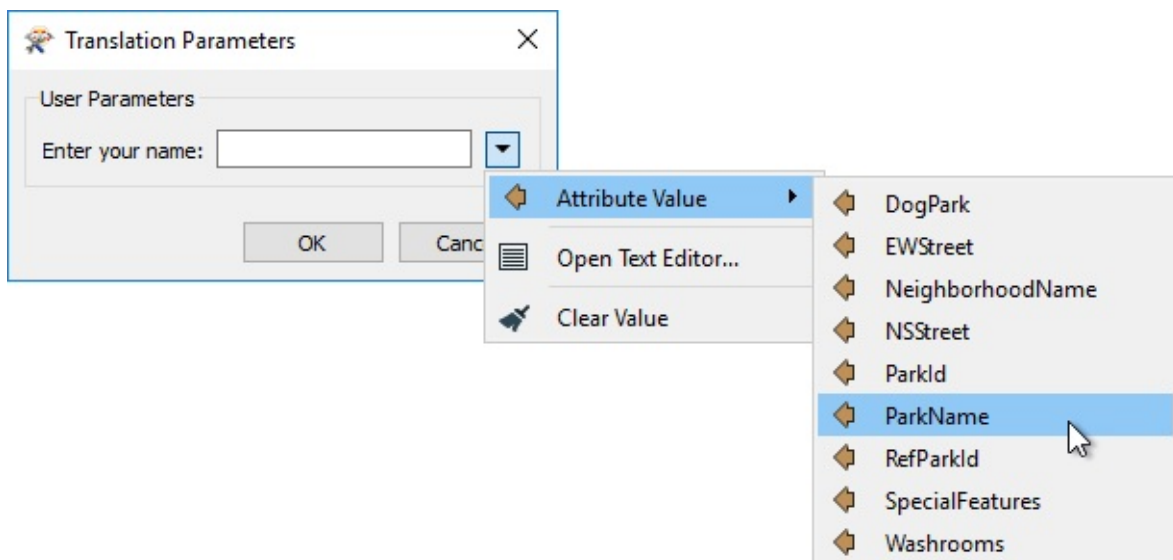 Translation Parameters
User Parameters
Enter your name:
OK
Canc
Attribute Value
Open Text Editor...
Clear Value
DogPark
EWStreet
NeighborhoodName
NSStreet
ParkId
ParkName
RefParkId
SpecialFeatures
Washrooms